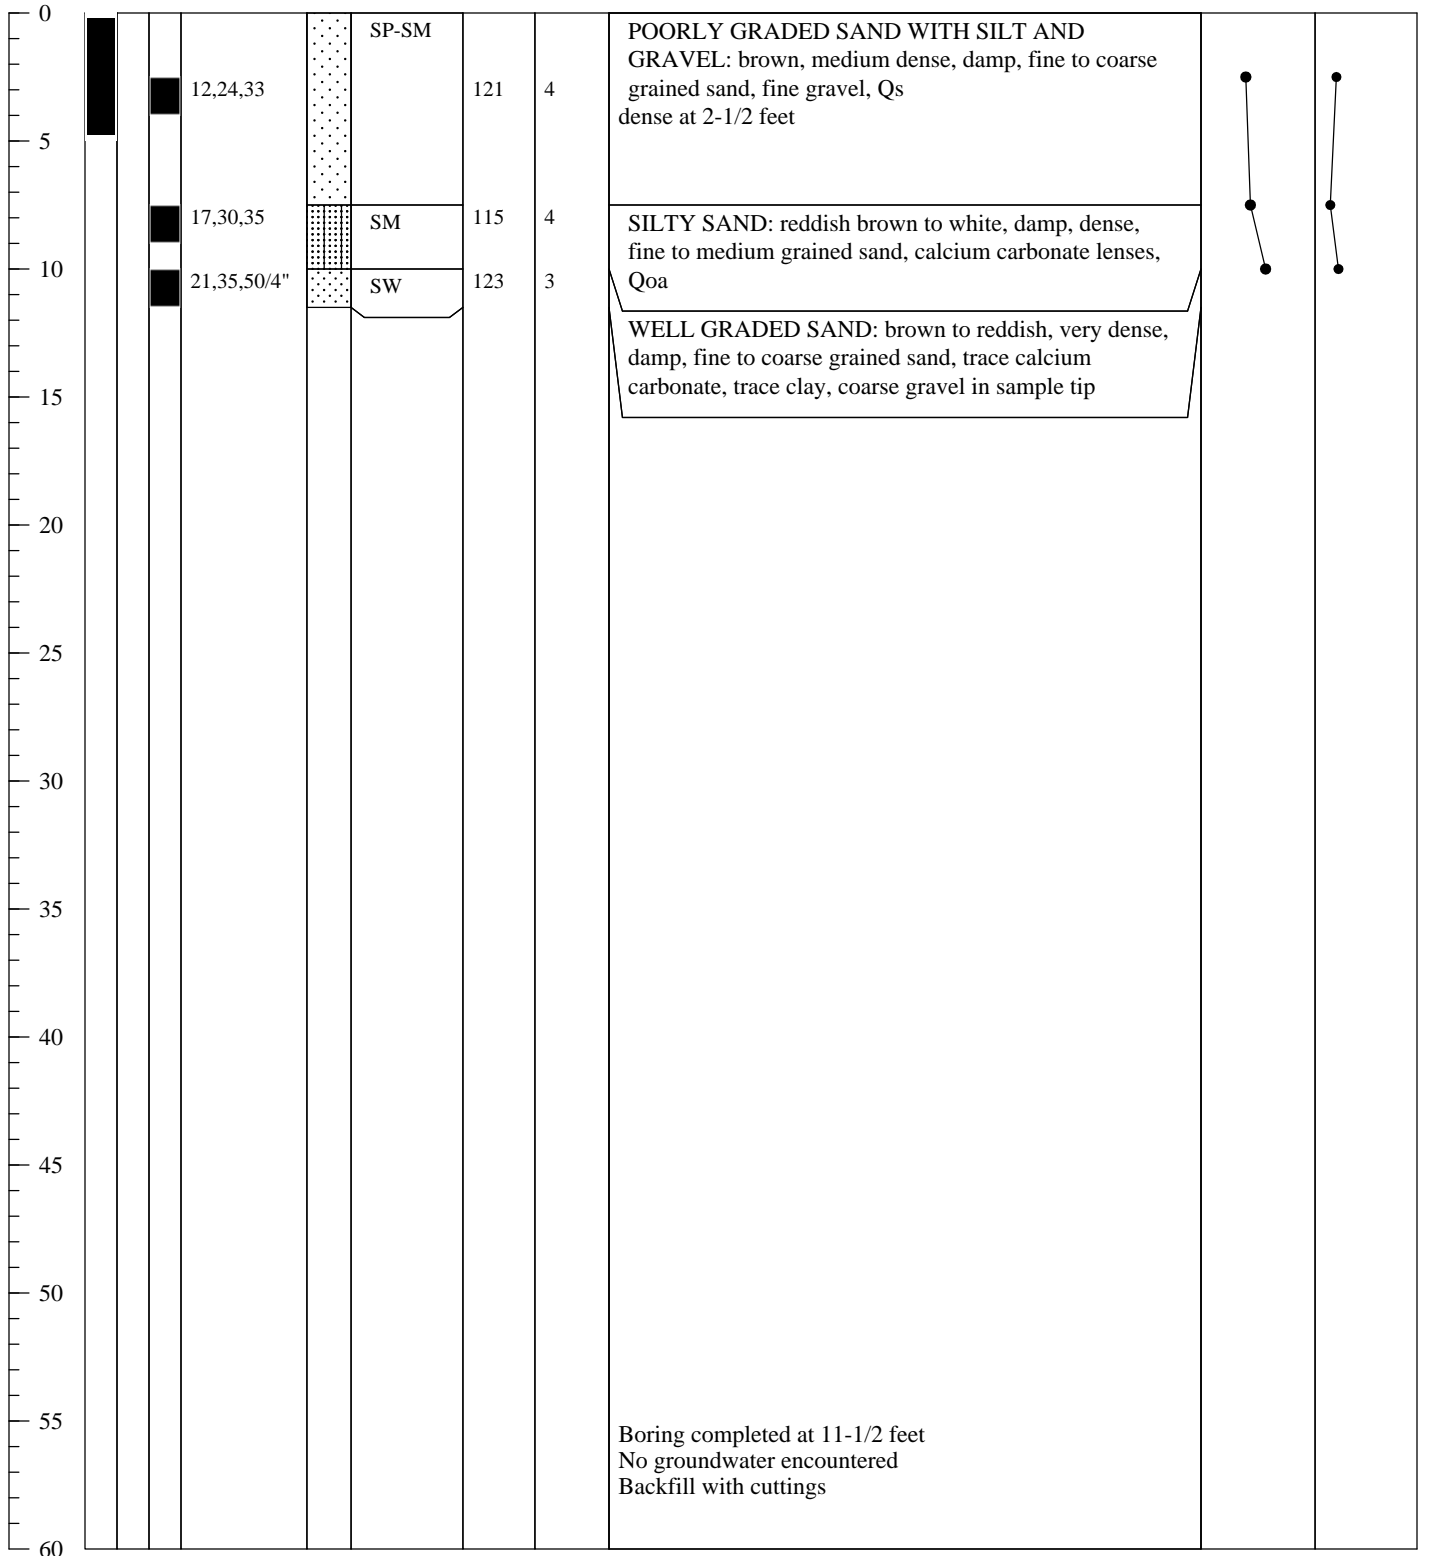 0
SP-SM
POORLY GRADED SAND WITH SILT AND
GRAVEL: brown, medium dense, damp, fine to coarse
12,24,33
121
4
grained sand, fine gravel, Qs
dense at 2-1/2 feet
5
17,30,35
SM
115
4
SILTY SAND: reddish brown to white, damp, dense,
fine to medium grained sand, calcium carbonate lenses,
10
21,35,50/4"
SW
123
3
Qoa
WELL GRADED SAND: brown to reddish, very dense,
damp, fine to coarse grained sand, trace calcium
carbonate, trace clay, coarse gravel in sample tip
15
20
25
30
35
40
45
50
55
Boring completed at 11-1/2 feet
No groundwater encountered
Backfill with cuttings
60